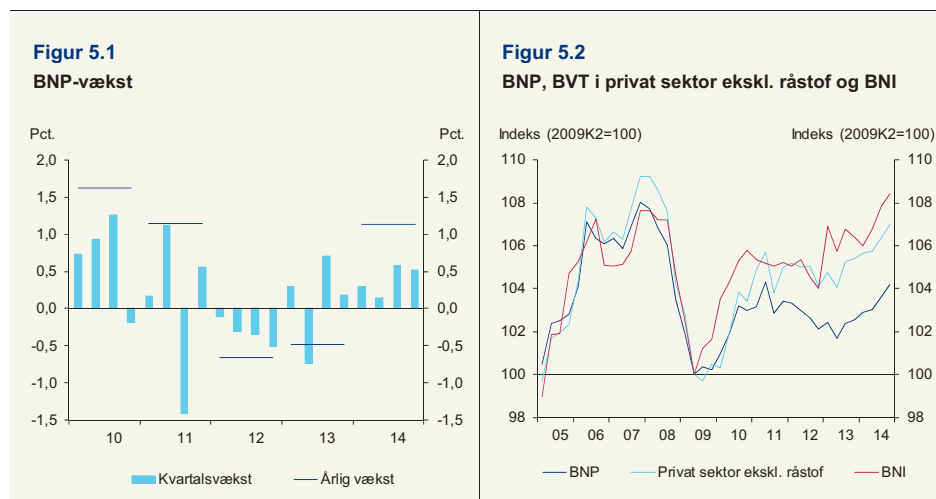 Figur 5.1
BNP-vækst
Pct. Pct.
2,0 2,0
1,5 1,5
1,0 1,0
0,5 0,5
0,0 0,0
-0,5 -0,5
-1,0 -1,0
-1,5 -1,5
10 11 12 13 14
Kvartalsvækst Årlig vækst
Figur 5.2
BNP, BVT i privat sektor ekskl. råstof og BNI
Indeks (2009K2=100) Indeks (2009K2=100)
110 110
108 108
106 106
104 104
102 102
100 100
98 98
05 06 07 08 09 10 11 12 13 14
BNP Privat sektor ekskl. råstof BNI